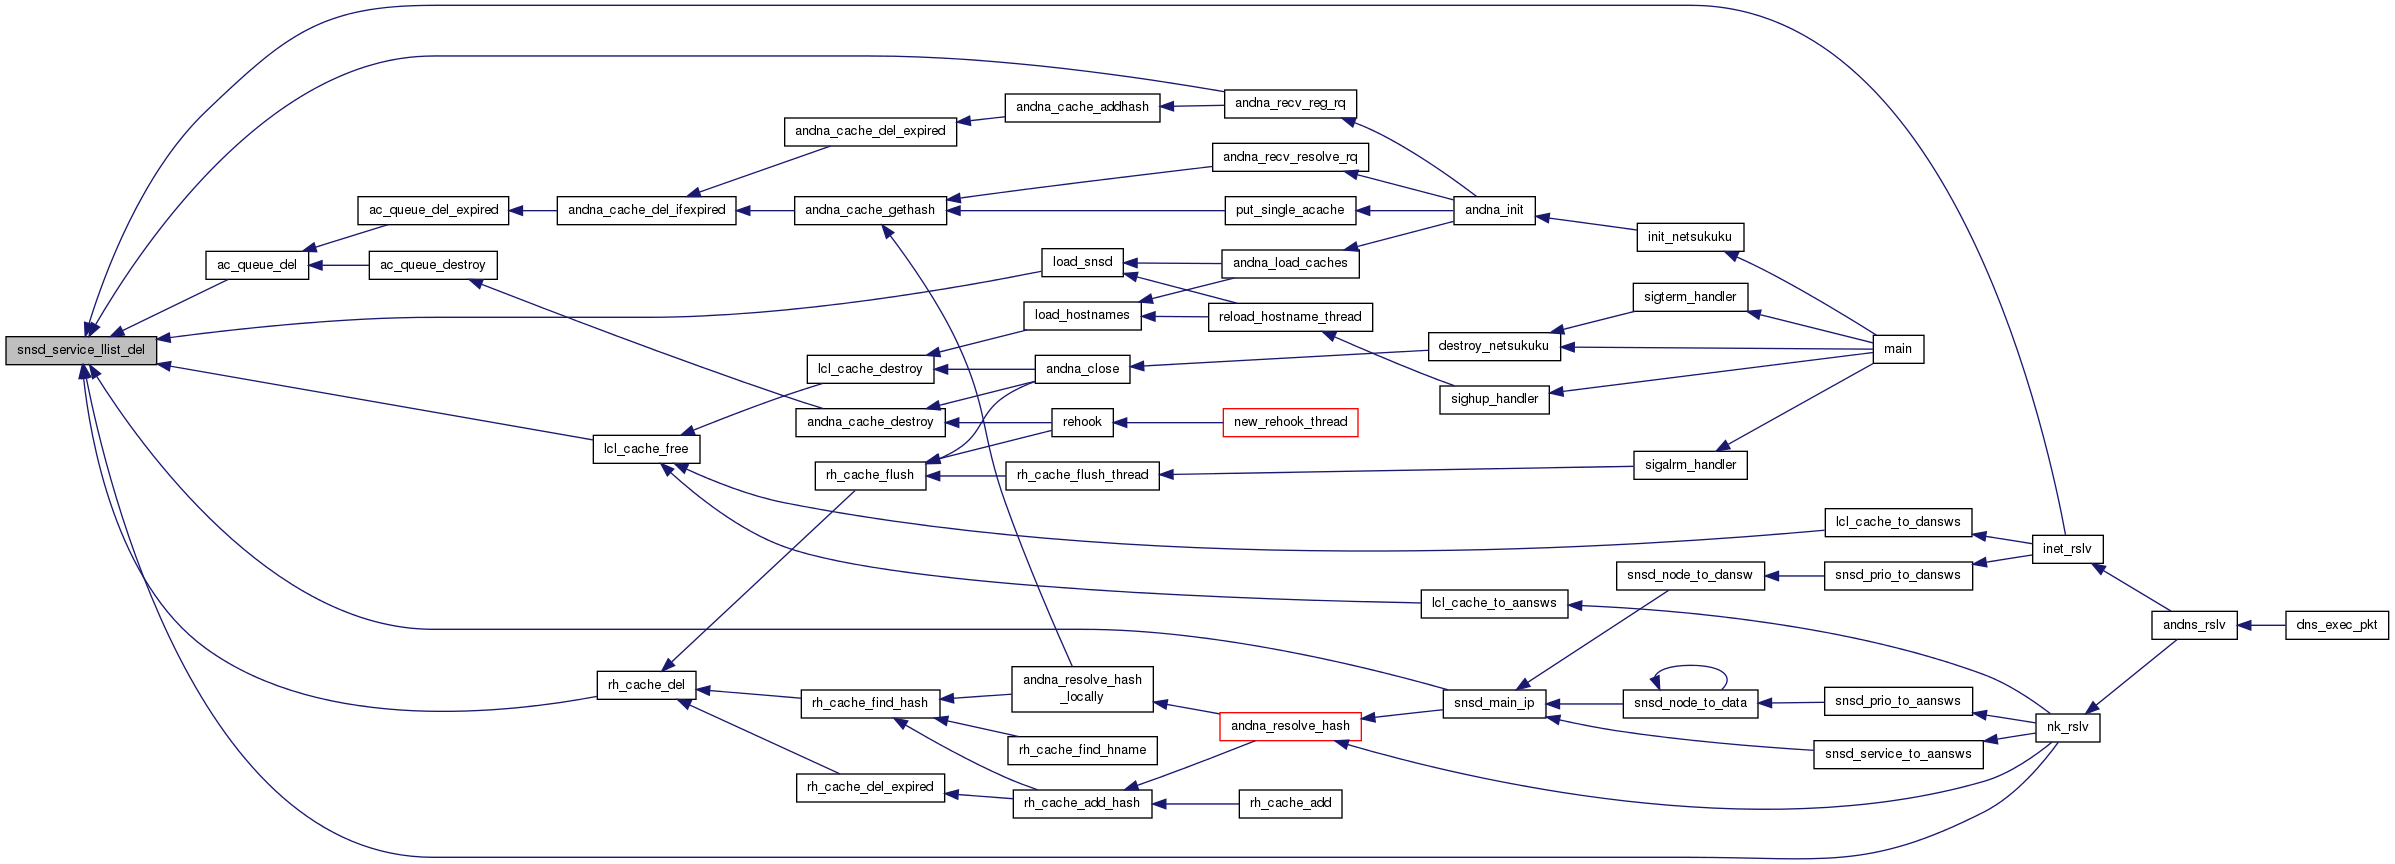 snsd_service_llist_del
ac_queue_del
ac_queue_del_expired
ac_queue_destroy
andna_cache_del_ifexpired
lcl_cache_free
rh_cache_del
andna_cache_del_expired
andna_cache_gethash
lcl_cache_destroy
andna_cache_destroy
rh_cache_flush
rh_cache_find_hash
rh_cache_del_expired
andna_cache_addhash
load_snsd
load_hostnames
andna_close
rehook
rh_cache_flush_thread
andna_resolve_hash
_locally
rh_cache_find_hname
rh_cache_add_hash
andna_recv_reg_rq
andna_recv_resolve_rq
put_single_acache
andna_load_caches
reload_hostname_thread
new_rehook_thread
andna_resolve_hash
rh_cache_add
andna_init
destroy_netsukuku
sighup_handler
lcl_cache_to_aansws
snsd_main_ip
init_netsukuku
sigterm_handler
sigalrm_handler
snsd_node_to_dansw
snsd_node_to_data
main
lcl_cache_to_dansws
snsd_prio_to_dansws
snsd_prio_to_aansws
snsd_service_to_aansws
inet_rslv
nk_rslv
andns_rslv
dns_exec_pkt